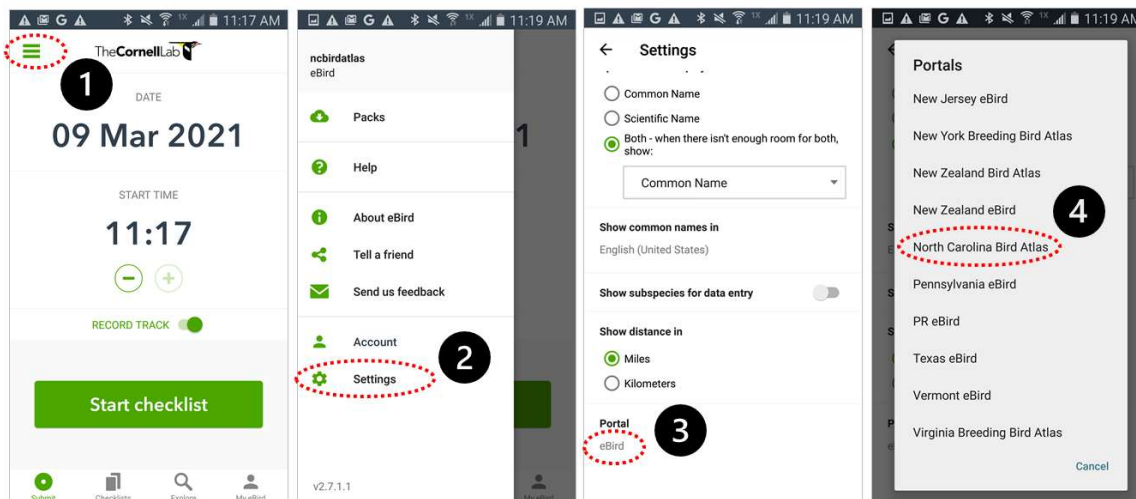 11:17 AM
TheCornellLab
1
DATE
09 Mar 2021
START TIME
11:17
RECORD TRACK
Start checklist
Submit
Checklists
Explore
My eBird
11:19 AM
ncbirdatlas
eBird
Packs
1
Help
About eBird
Tell a friend
Send us feedback
Account
2
Settings
v2.7.1.1
11:19 AM
Settings
Common Name
Scientific Name
Both - when there isn't enough room for both,
show:
Common Name
Show common names in
English (United States)
Show subspecies for data entry
Show distance in
Miles
Kilometers
Portal
3
eBird
11:19 AM
Portals
New Jersey eBird
New York Breeding Bird Atlas
New Zealand Bird Atlas
New Zealand eBird
4
North Carolina Bird Atlas
Pennsylvania eBird
PR eBird
Texas eBird
Vermont eBird
Virginia Breeding Bird Atlas
Cancel